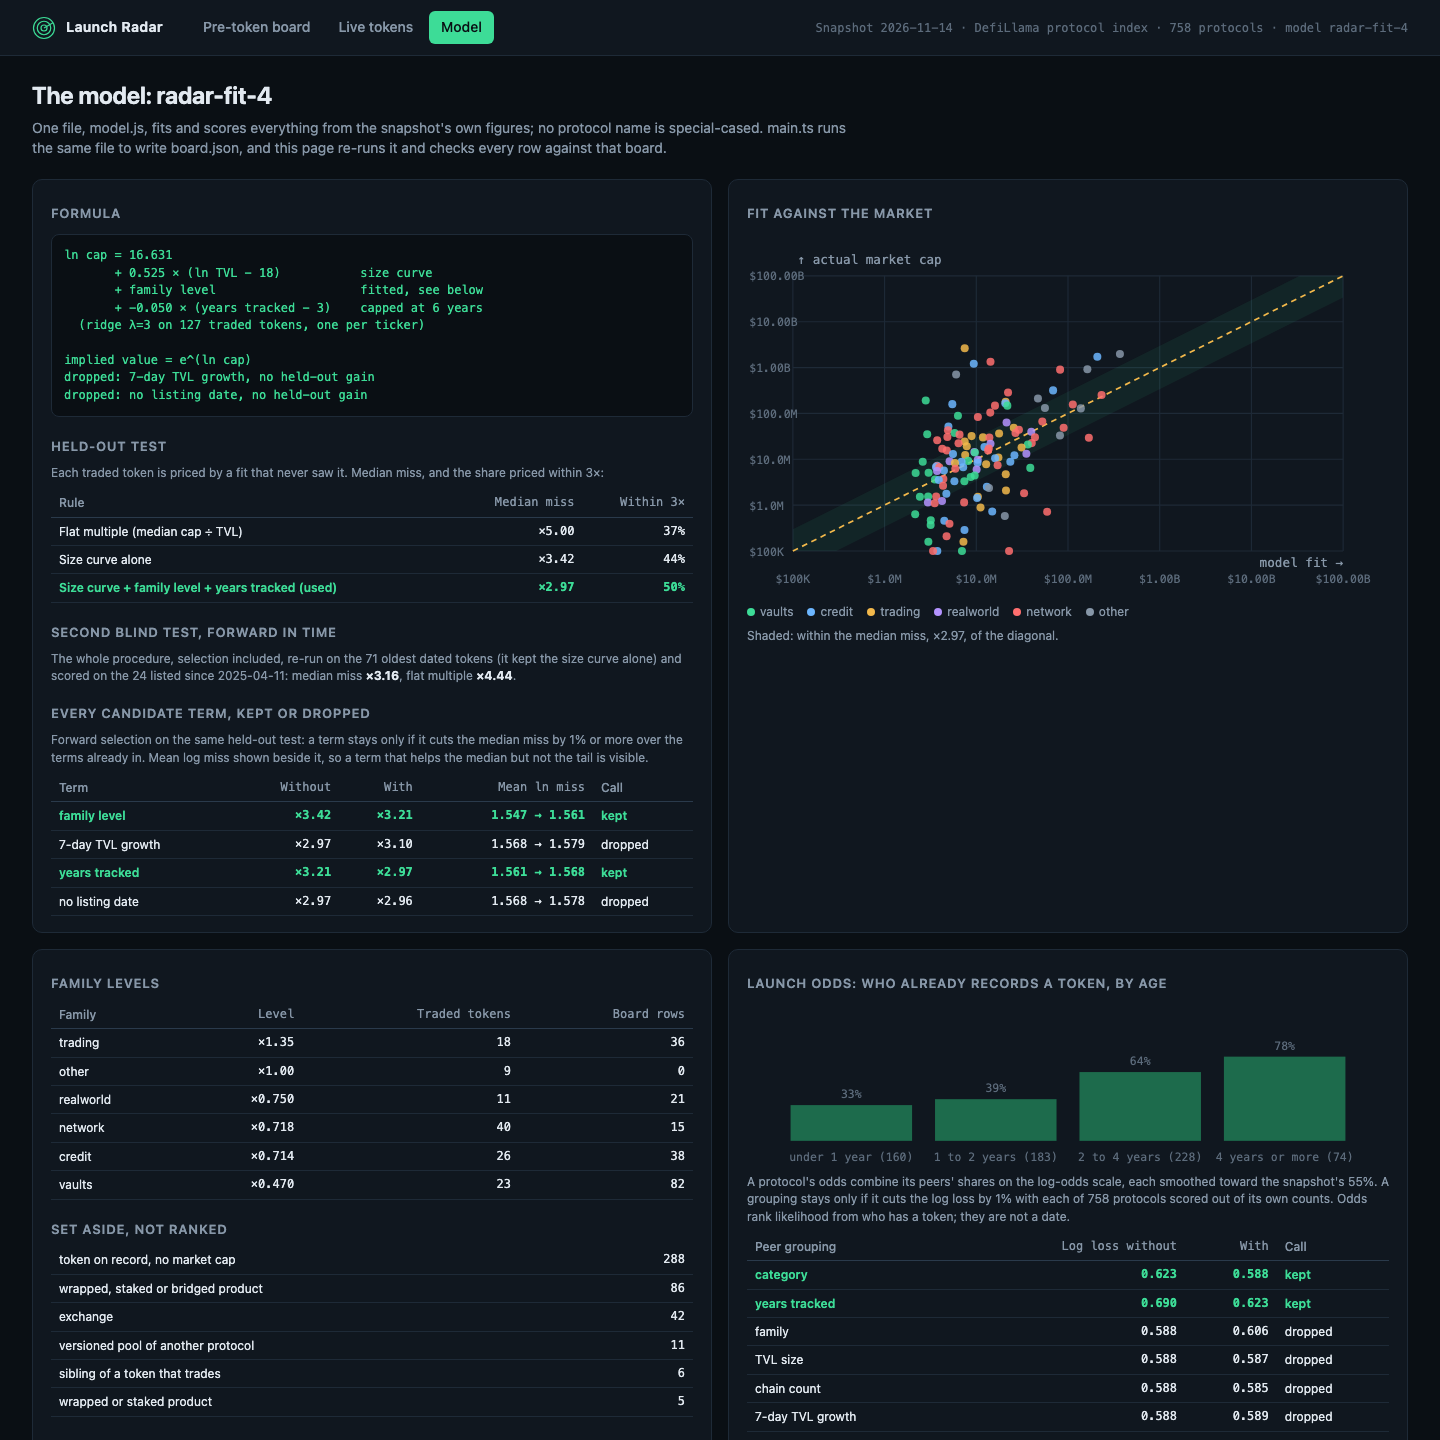 Launch Radar
Pre-token board
Live tokens
Model
Snapshot 2026-11-14 · DefiLlama protocol index · 758 protocols · model radar-fit-4
The model: radar-fit-4
One file, model.js, fits and scores everything from the snapshot's own figures; no protocol name is special-cased. main.ts runs
the same file to write board.json, and this page re-runs it and checks every row against that board.
FORMULA
ln cap = 16.631
+ 0.525 × (ln TVL − 18) size curve
+ family level fitted, see below
+ −0.050 × (years tracked − 3) capped at 6 years
(ridge λ=3 on 127 traded tokens, one per ticker)
implied value = e^(ln cap)
dropped: 7-day TVL growth, no held-out gain
dropped: no listing date, no held-out gain
HELD-OUT TEST
Each traded token is priced by a fit that never saw it. Median miss, and the share priced within 3×:
Rule Median miss Within 3×
Flat multiple (median cap ÷ TVL) ×5.00 37%
Size curve alone ×3.42 44%
Size curve + family level + years tracked (used) ×2.97 50%
SECOND BLIND TEST, FORWARD IN TIME
The whole procedure, selection included, re-run on the 71 oldest dated tokens (it kept the size curve alone) and
scored on the 24 listed since 2025-04-11: median miss ×3.16, flat multiple ×4.44.
EVERY CANDIDATE TERM, KEPT OR DROPPED
Forward selection on the same held-out test: a term stays only if it cuts the median miss by 1% or more over the
terms already in. Mean log miss shown beside it, so a term that helps the median but not the tail is visible.
Term Without With Mean ln miss Call
family level ×3.42 ×3.21 1.547 → 1.561 kept
7-day TVL growth ×2.97 ×3.10 1.568 → 1.579 dropped
years tracked ×3.21 ×2.97 1.561 → 1.568 kept
no listing date ×2.97 ×2.96 1.568 → 1.578 dropped
FIT AGAINST THE MARKET
↑ actual market cap
$100.00B
$10.00B
$1.00B
$100.0M
$10.0M
$1.0M
$100K
model fit →
$100K $1.0M $10.0M $100.0M $1.00B $10.00B $100.00B
vaults credit trading realworld network other
Shaded: within the median miss, ×2.97, of the diagonal.
FAMILY LEVELS
Family Level Traded tokens Board rows
trading ×1.35 18 36
other ×1.00 9 0
realworld ×0.750 11 21
network ×0.718 40 15
credit ×0.714 26 38
vaults ×0.470 23 82
SET ASIDE, NOT RANKED
token on record, no market cap 288
wrapped, staked or bridged product 86
exchange 42
versioned pool of another protocol 11
sibling of a token that trades 6
wrapped or staked product 5
LAUNCH ODDS: WHO ALREADY RECORDS A TOKEN, BY AGE
33% 39% 64% 78%
under 1 year (160) 1 to 2 years (183) 2 to 4 years (228) 4 years or more (74)
A protocol's odds combine its peers' shares on the log-odds scale, each smoothed toward the snapshot's 55%. A
grouping stays only if it cuts the log loss by 1% with each of 758 protocols scored out of its own counts. Odds
rank likelihood from who has a token; they are not a date.
Peer grouping Log loss without With Call
category 0.623 0.588 kept
years tracked 0.690 0.623 kept
family 0.588 0.606 dropped
TVL size 0.588 0.587 dropped
chain count 0.588 0.585 dropped
7-day TVL growth 0.588 0.589 dropped